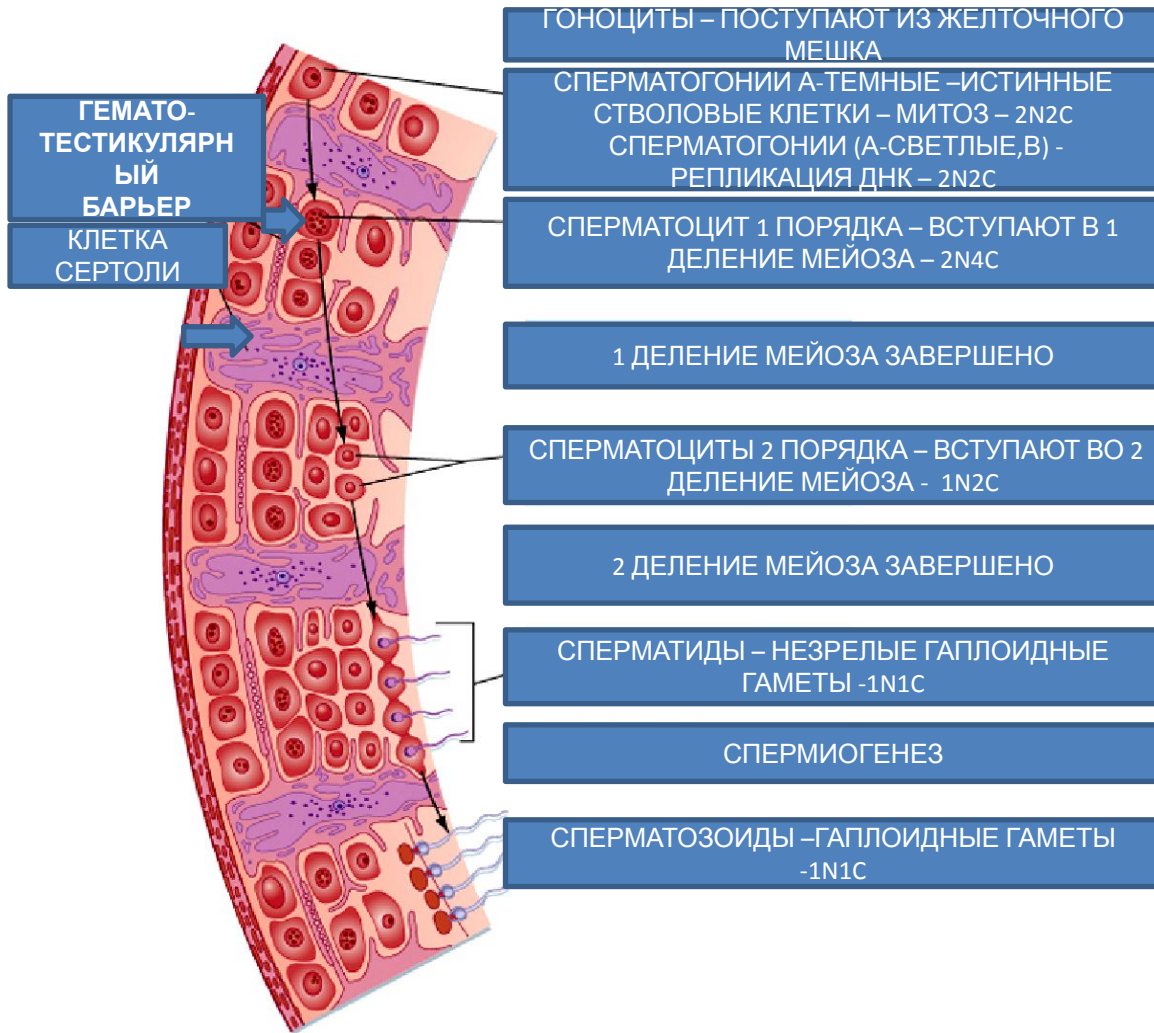 ГОНОЦИТЫ – ПОСТУПАЮТ ИЗ ЖЕЛТОЧНОГО
МЕШКА
СПЕРМАТОГОНИИ А-ТЕМНЫЕ –ИСТИННЫЕ
СТВОЛОВЫЕ КЛЕТКИ – МИТОЗ – 2N2C
СПЕРМАТОГОНИИ (А-СВЕТЛЫЕ,В) -
РЕПЛИКАЦИЯ ДНК – 2N2C
ГЕМАТО-
ТЕСТИКУЛЯРН
ЫЙ
БАРЬЕР
КЛЕТКА
СЕРТОЛИ
СПЕРМАТОЦИТ 1 ПОРЯДКА – ВСТУПАЮТ В 1
ДЕЛЕНИЕ МЕЙОЗА – 2N4C
1 ДЕЛЕНИЕ МЕЙОЗА ЗАВЕРШЕНО
СПЕРМАТОЦИТЫ 2 ПОРЯДКА – ВСТУПАЮТ ВО 2
ДЕЛЕНИЕ МЕЙОЗА - 1N2C
2 ДЕЛЕНИЕ МЕЙОЗА ЗАВЕРШЕНО
СПЕРМАТИДЫ – НЕЗРЕЛЫЕ ГАПЛОИДНЫЕ
ГАМЕТЫ -1N1C
СПЕРМИОГЕНЕЗ
СПЕРМАТОЗОИДЫ –ГАПЛОИДНЫЕ ГАМЕТЫ
-1N1C